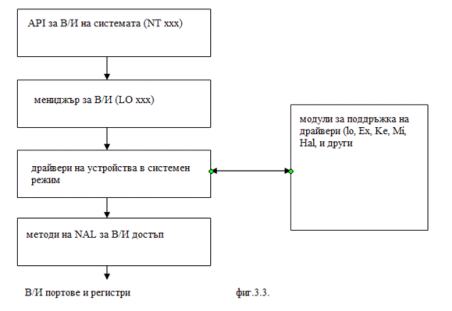 API за В/И на системата (NT xxx)
мениджър за В/И (LO xxx)
драйвери на устройства в системен
режим
модули за поддръжка на
драйвери (Io, Ex, Ke, Mi,
Hal, и други
методи на NAL за В/И достъп
В/И портове и регистри
фиг.3.3.